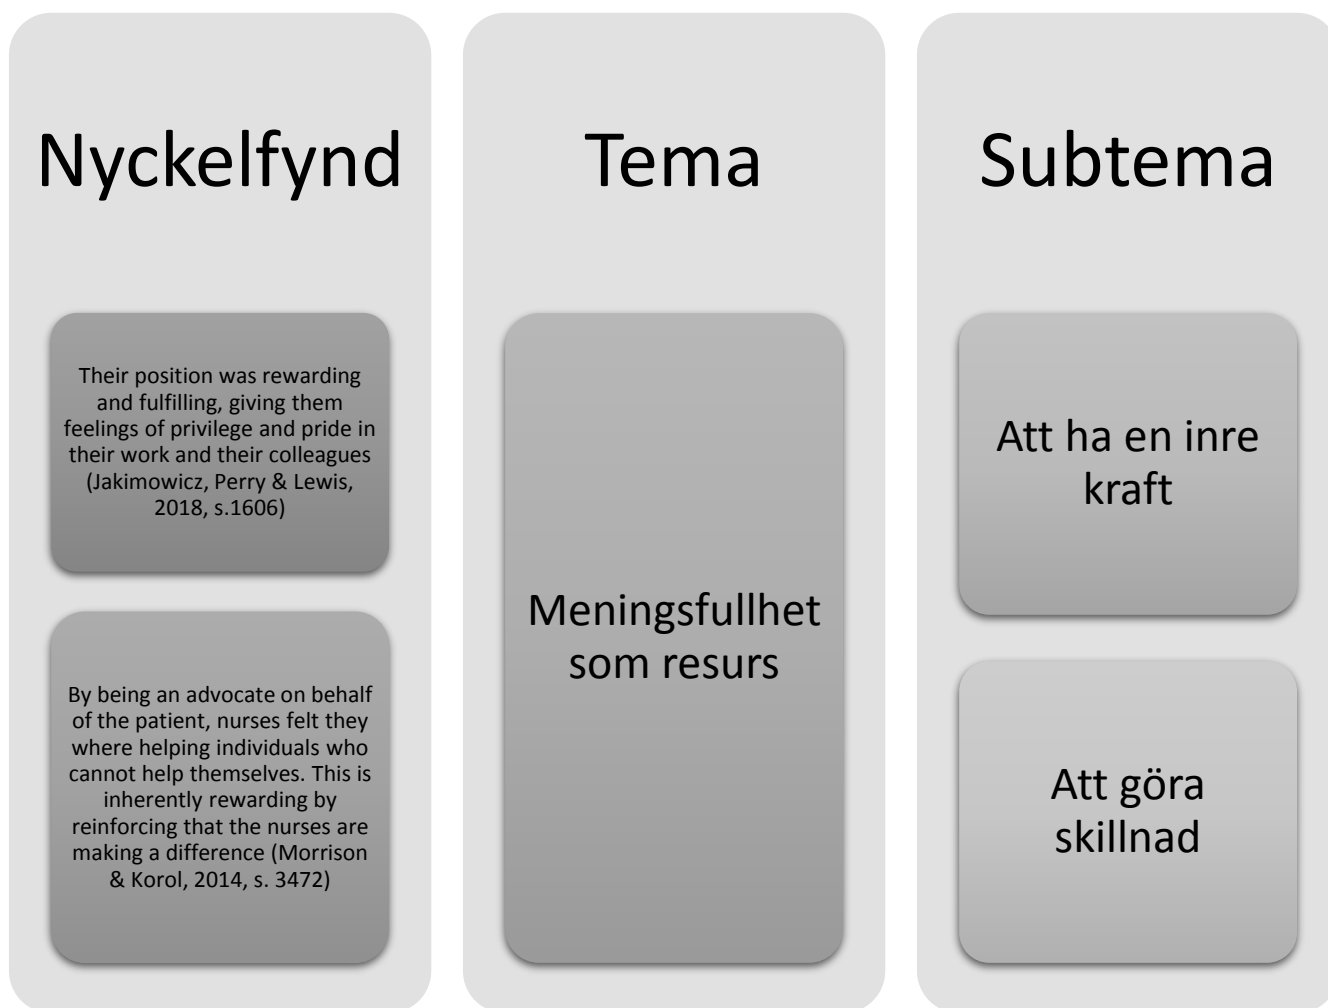 Nyckelfynd
Their position was rewarding
and fulfilling, giving them
feelings of privilege and pride in
their work and their colleagues
(Jakimowicz, Perry & Lewis,
2018, s.1606)
By being an advocate on behalf
of the patient, nurses felt they
where helping individuals who
cannot help themselves. This is
inherently rewarding by
reinforcing that the nurses are
making a difference (Morrison
& Korol, 2014, s. 3472)
Tema
Meningsfullhet
som resurs
Subtema
Att ha en inre
kraft
Att göra
skillnad